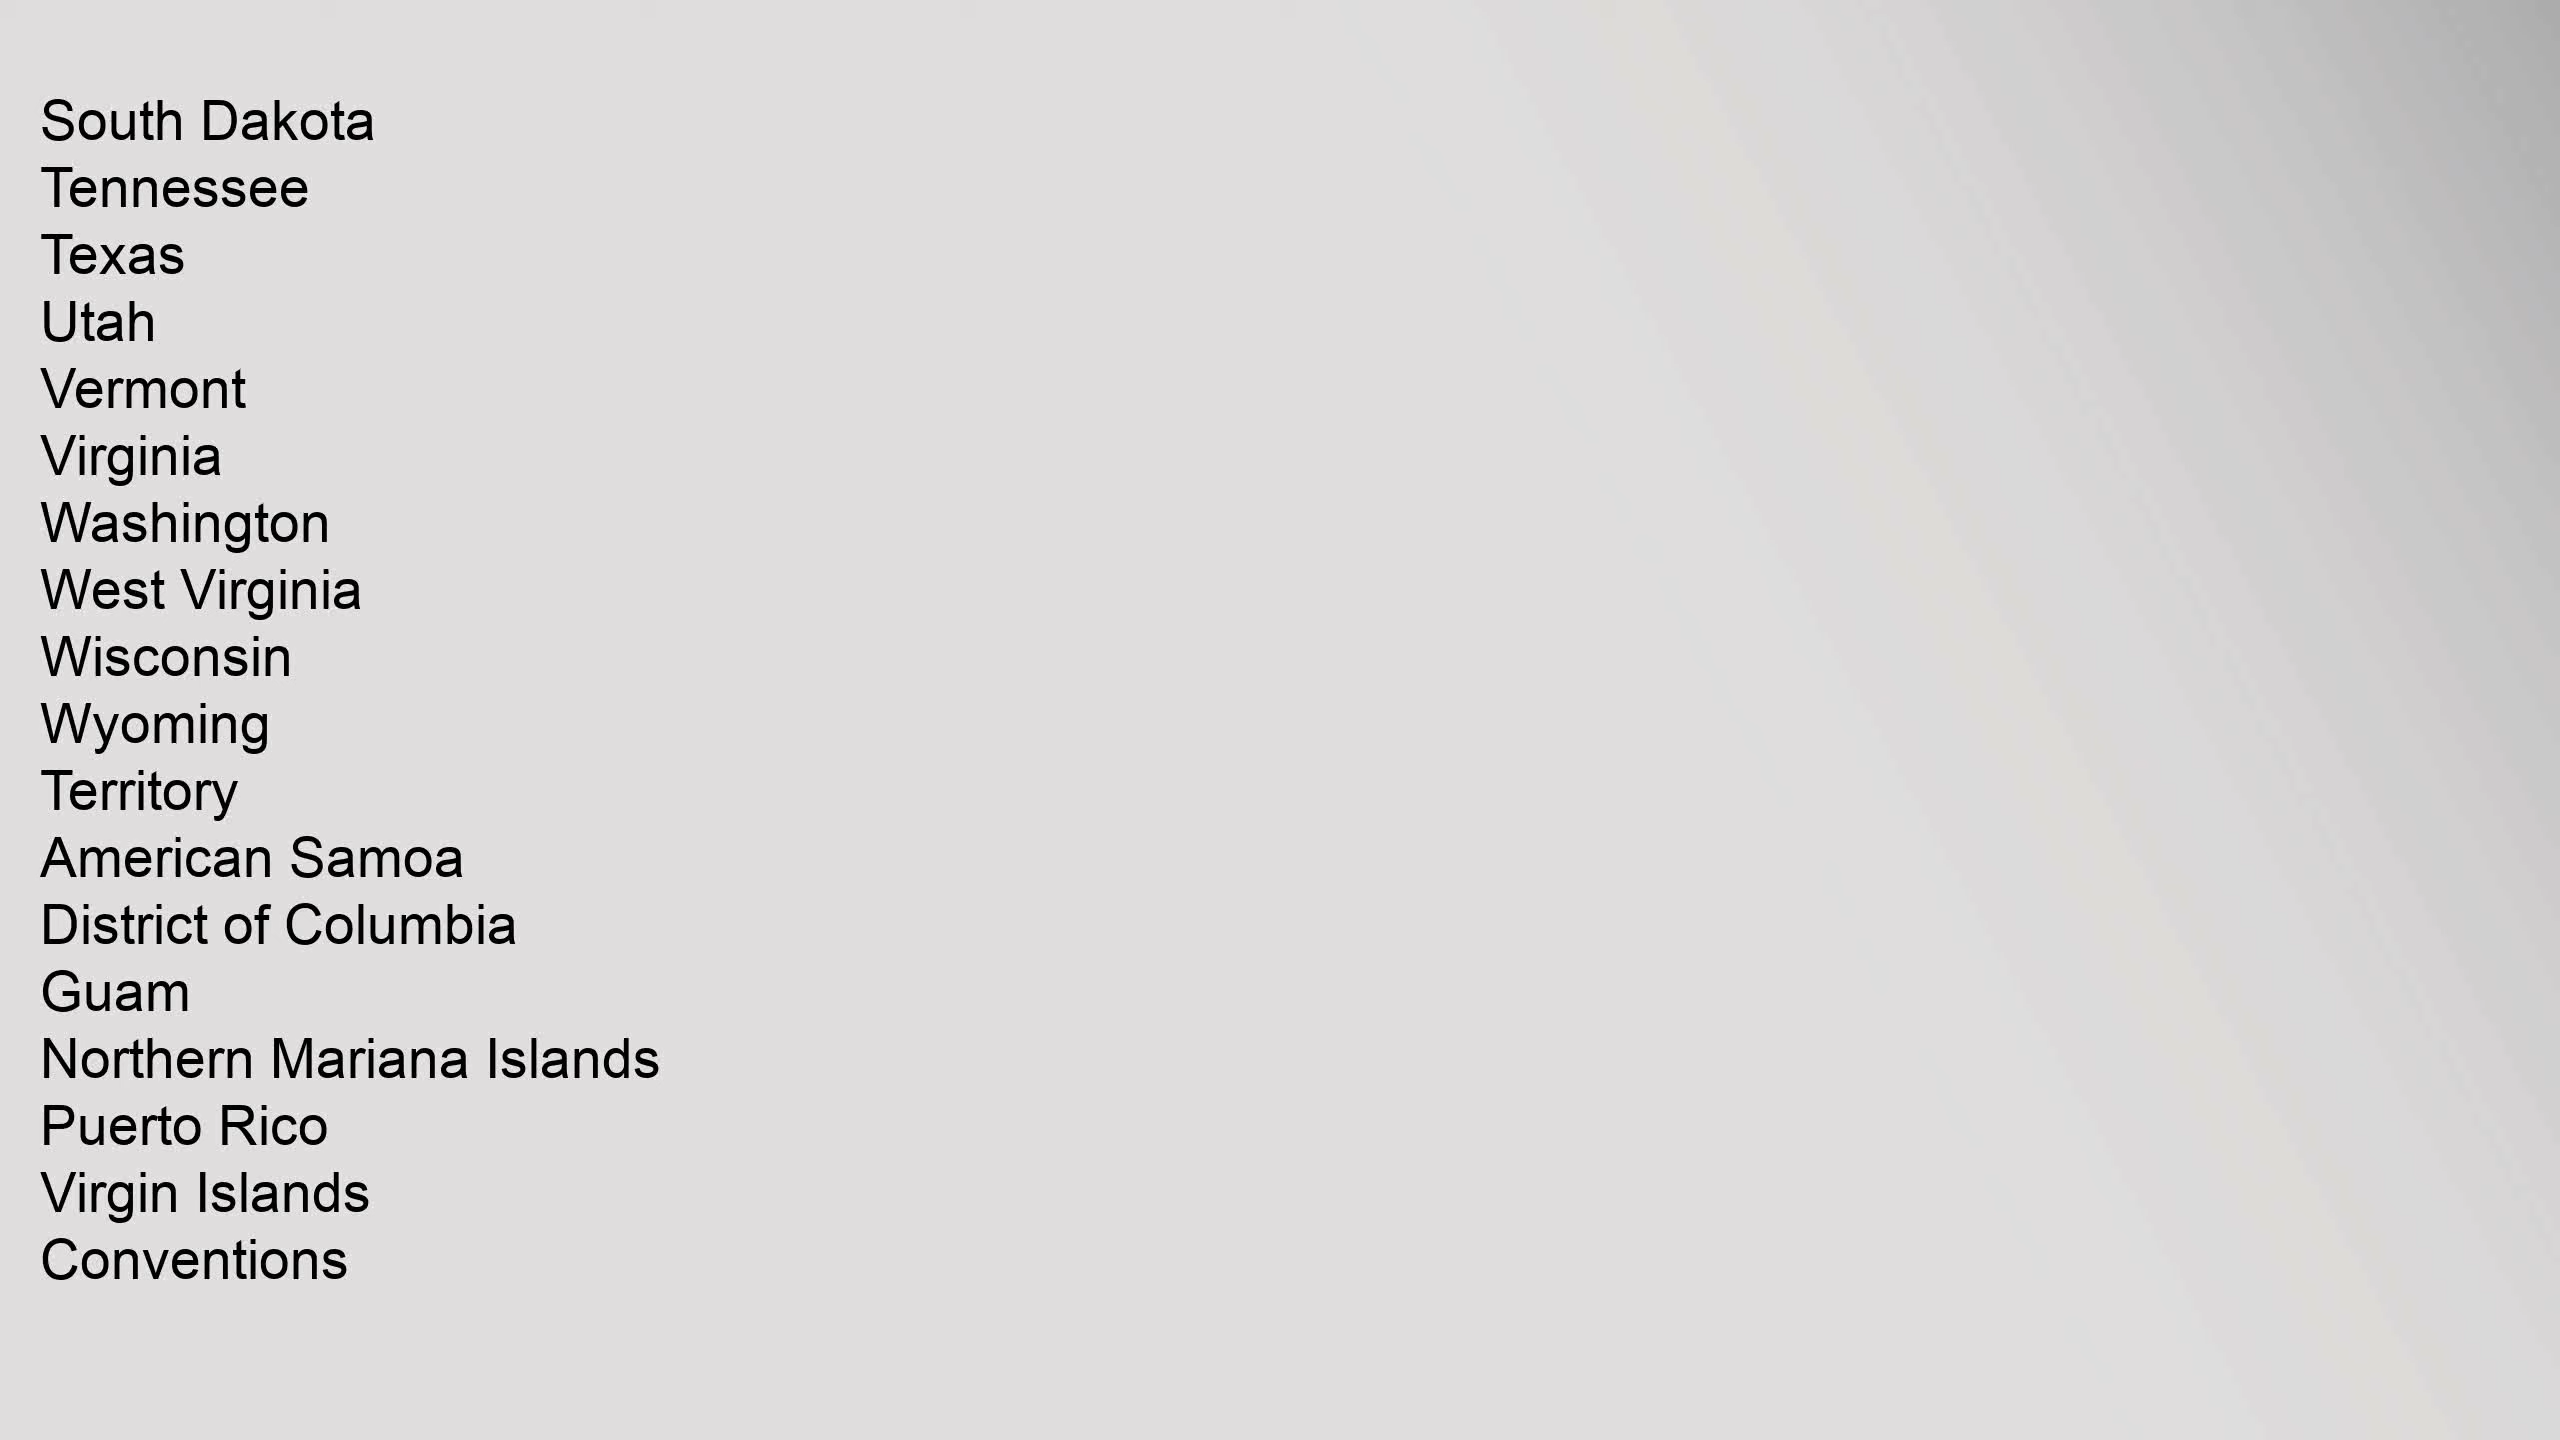 South Dakota
Tennessee
Texas
Utah
Vermont
Virginia
Washington
West Virginia
Wisconsin
Wyoming
Territory
American Samoa
District of Columbia
Guam
Northern Mariana Islands
Puerto Rico
Virgin Islands
Conventions